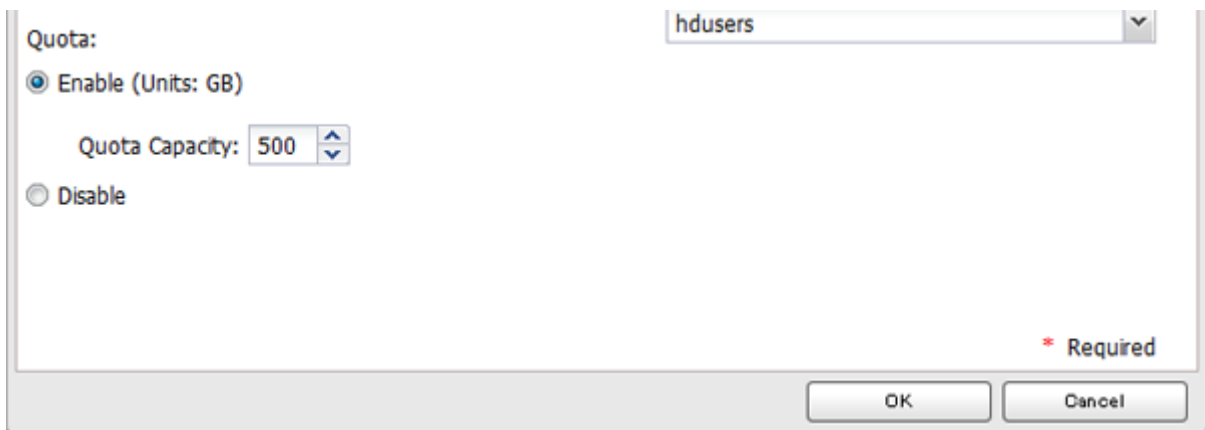 hdusers
Quota:
Enable (Units: GB)
Quota Capacity: 500
Disable
* Required
OK Cancel